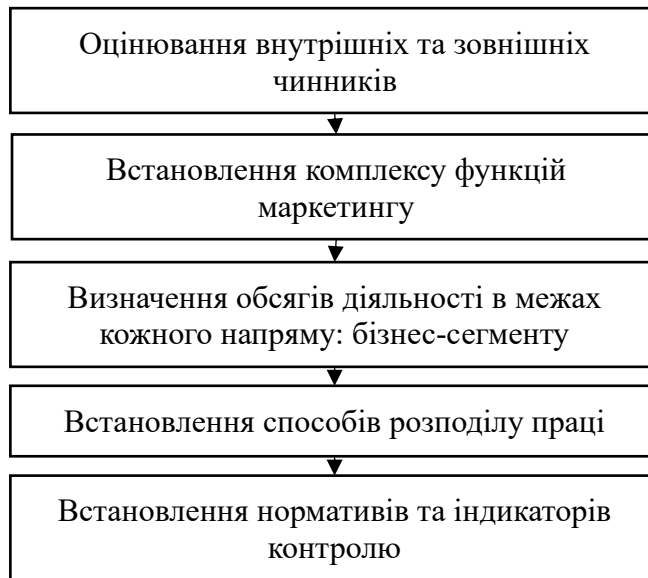 Оцінювання внутрішніх та зовнішніх
чинників
Встановлення комплексу функцій
маркетингу
Визначення обсягів діяльності в межах
кожного напряму: бізнес-сегменту
Встановлення способів розподілу праці
Встановлення нормативів та індикаторів
контролю